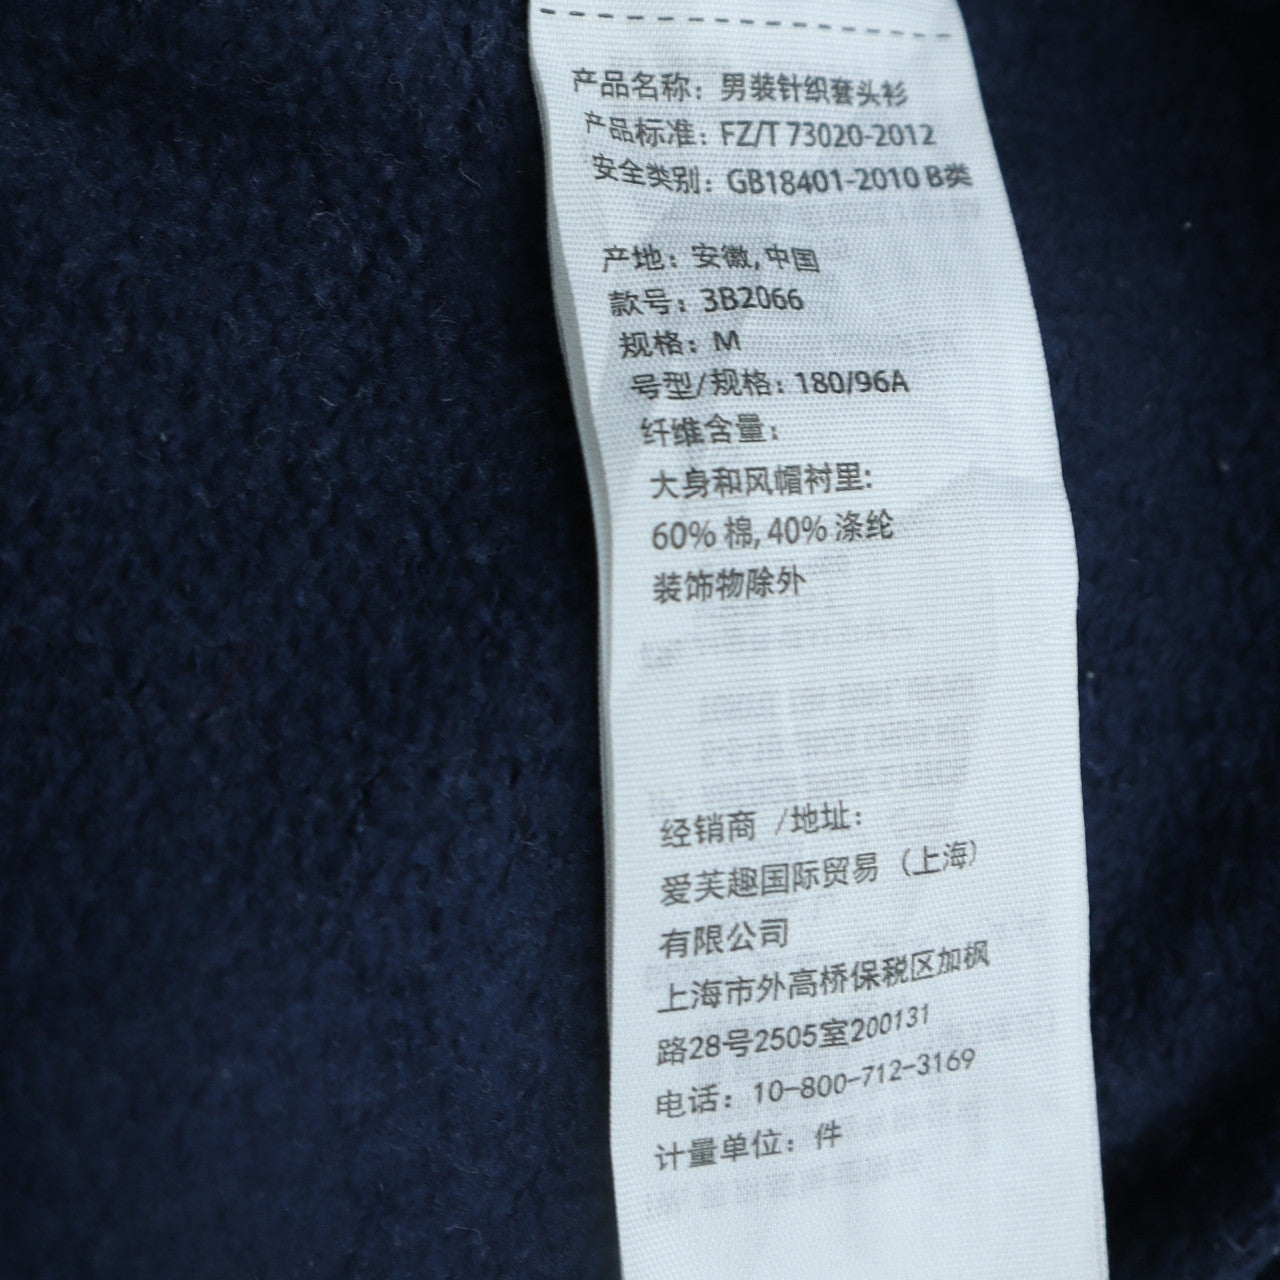 产品名称：男装针织套头衫
产品标准：FZ/T 73020-2012
安全类别：GB18401-2010 B类
产地：安徽,中国
款号：3B2066
规格：M
号型/规格：180/96A
纤维含量：
大身和风帽衬里:
60% 棉, 40% 涤纶
装饰物除外
经销商 /地址：
爱芙趣国际贸易（上海）
有限公司
上海市外高桥保税区加枫
路28号2505室200131
电话：10-800-712-3169
计量单位：件